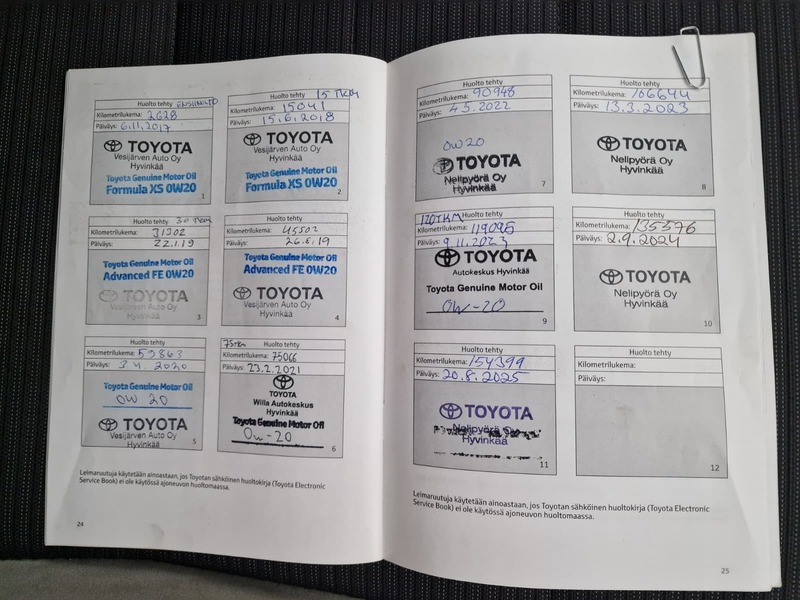 Huolto tehty ENSIHUOLTO
Kilometrilukema: 2628
Päiväys: 6.11.2017
TOYOTA
Vesijärven Auto Oy
Hyvinkää
Toyota Genuine Motor Oil
Formula XS 0W20
1
Huolto tehty 15 TKM
Kilometrilukema: 15041
Päiväys: 15.6.2018
TOYOTA
Vesijärven Auto Oy
Hyvinkää
Toyota Genuine Motor Oil
Formula XS 0W20
2
Huolto tehty 30 TKM
Kilometrilukema: 31302
Päiväys: 22.1.19
Toyota Genuine Motor Oil
Advanced FE 0W20
TOYOTA
Vesijärven Auto Oy
Hyvinkää
3
Huolto tehty
Kilometrilukema: 45502
Päiväys: 26.8.19
Toyota Genuine Motor Oil
Advanced FE 0W20
TOYOTA
Vesijärven Auto Oy
Hyvinkää
4
Huolto tehty
Kilometrilukema: 59863
Päiväys: 3.4.2020
Toyota Genuine Motor Oil
0W 20
TOYOTA
Vesijärven Auto Oy
Hyvinkää
5
75tkm Huolto tehty
Kilometrilukema: 75066
Päiväys: 23.2.2021
TOYOTA
Willa Autokeskus
Hyvinkää
Toyota Genuine Motor Oil
0w-20
6
Leimaruutuja käytetään ainoastaan, jos Toyotan sähköinen huoltokirja (Toyota Electronic
Service Book) ei ole käytössä ajoneuvon huoltomaassa.
24
Huolto tehty
Kilometrilukema: 90948
Päiväys: 4.5.2022
0W20
TOYOTA
Nelipyörä Oy
Hyvinkää
7
Huolto tehty
Kilometrilukema: 106644
Päiväys: 13.3.2023
TOYOTA
Nelipyörä Oy
Hyvinkää
8
120TKM Huolto tehty
Kilometrilukema: 119095
Päiväys: 9.11.2023
TOYOTA
Autokeskus Hyvinkää
Toyota Genuine Motor Oil
0W-20
9
Huolto tehty
Kilometrilukema: 135376
Päiväys: 2.9.2024
TOYOTA
Nelipyörä Oy
Hyvinkää
10
Huolto tehty
Kilometrilukema: 154399
Päiväys: 20.8.2025
TOYOTA
Nelipyörä Oy
Hyvinkää
11
Huolto tehty
Kilometrilukema:
Päiväys:
12
Leimaruutuja käytetään ainoastaan, jos Toyotan sähköinen huoltokirja (Toyota Electronic
Service Book) ei ole käytössä ajoneuvon huoltomaassa.
25